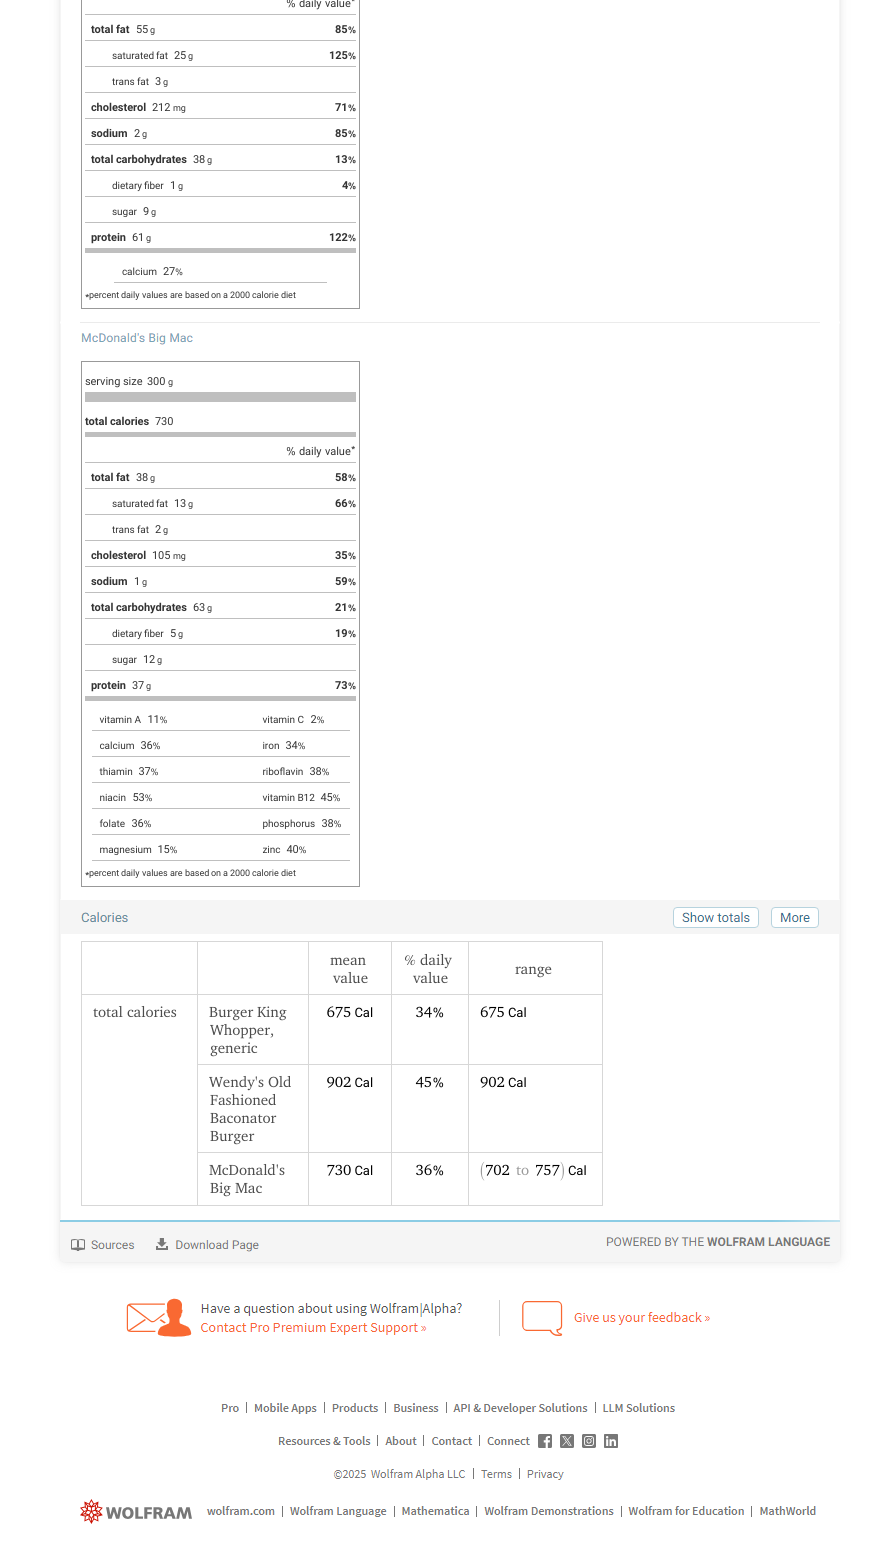 % daily value*
total fat 55 g 85%
saturated fat 25 g 125%
trans fat 3 g
cholesterol 212 mg 71%
sodium 2 g 85%
total carbohydrates 38 g 13%
dietary fiber 1 g 4%
sugar 9 g
protein 61 g 122%
calcium 27%
*percent daily values are based on a 2000 calorie diet
McDonald's Big Mac
serving size 300 g
total calories 730
% daily value*
total fat 38 g 58%
saturated fat 13 g 66%
trans fat 2 g
cholesterol 105 mg 35%
sodium 1 g 59%
total carbohydrates 63 g 21%
dietary fiber 5 g 19%
sugar 12 g
protein 37 g 73%
vitamin A 11% vitamin C 2%
calcium 36% iron 34%
thiamin 37% riboflavin 38%
niacin 53% vitamin B12 45%
folate 36% phosphorus 38%
magnesium 15% zinc 40%
*percent daily values are based on a 2000 calorie diet
Calories Show totals More
mean % daily
value value range
total calories Burger King 675 Cal 34% 675 Cal
Whopper,
generic
Wendy's Old 902 Cal 45% 902 Cal
Fashioned
Baconator
Burger
McDonald's 730 Cal 36% (702 to 757) Cal
Big Mac
Sources Download Page POWERED BY THE WOLFRAM LANGUAGE
Have a question about using Wolfram|Alpha?
Contact Pro Premium Expert Support »
Give us your feedback »
Pro | Mobile Apps | Products | Business | API & Developer Solutions | LLM Solutions
Resources & Tools | About | Contact | Connect
©2025 Wolfram Alpha LLC | Terms | Privacy
WOLFRAM wolfram.com | Wolfram Language | Mathematica | Wolfram Demonstrations | Wolfram for Education | MathWorld